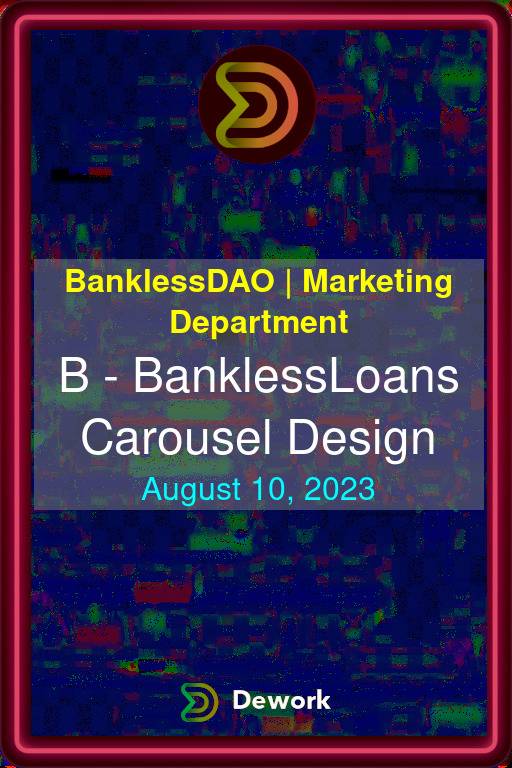 BanklessDAO | Marketing
Department
B - BanklessLoans
Carousel Design
August 10, 2023
Dework